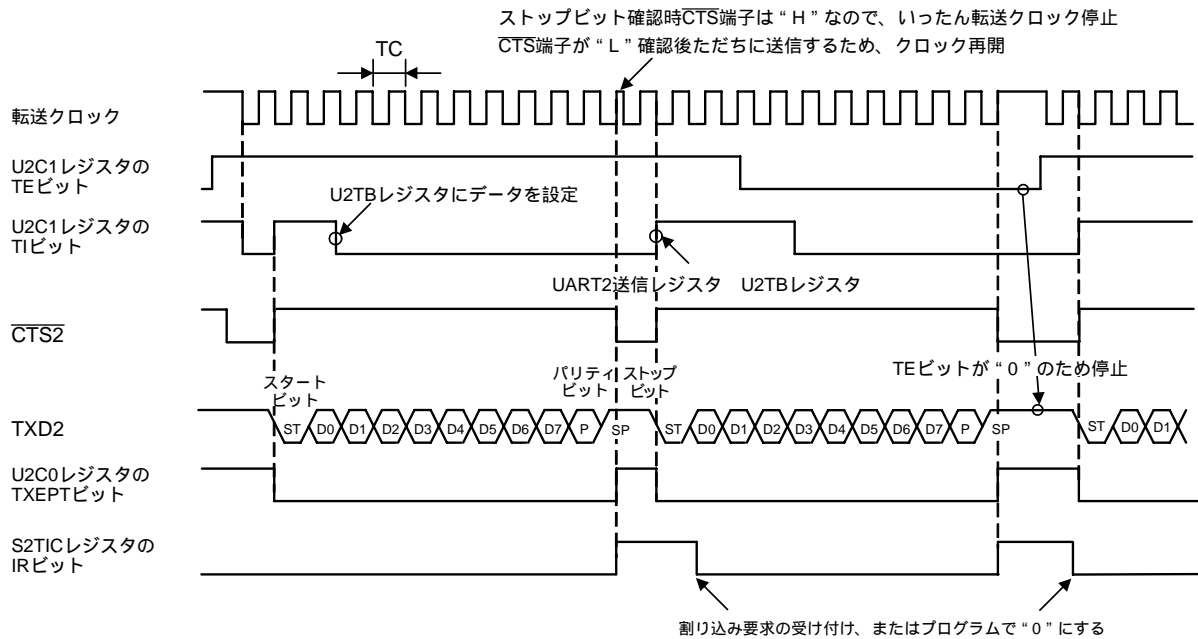 ストップビット確認時CTS端子は“H”なので、いったん転送クロック停止
CTS端子が“L”確認後ただちに送信するため、クロック再開
TC
転送クロック
U2C1レジスタの
TEビット
U2TBレジスタにデータを設定
U2C1レジスタの
TIビット
UART2送信レジスタ U2TBレジスタ
CTS2
TEビットが“0”のため停止
スタート
ビット
パリティ
ビット
ストップ
ビット
TXD2
ST D0 D1 D2 D3 D4 D5 D6 D7 P SP ST D0 D1 D2 D3 D4 D5 D6 D7 P SP ST D0 D1
U2C0レジスタの
TXEPTビット
S2TICレジスタの
IRビット
割り込み要求の受け付け、またはプログラムで“0”にする